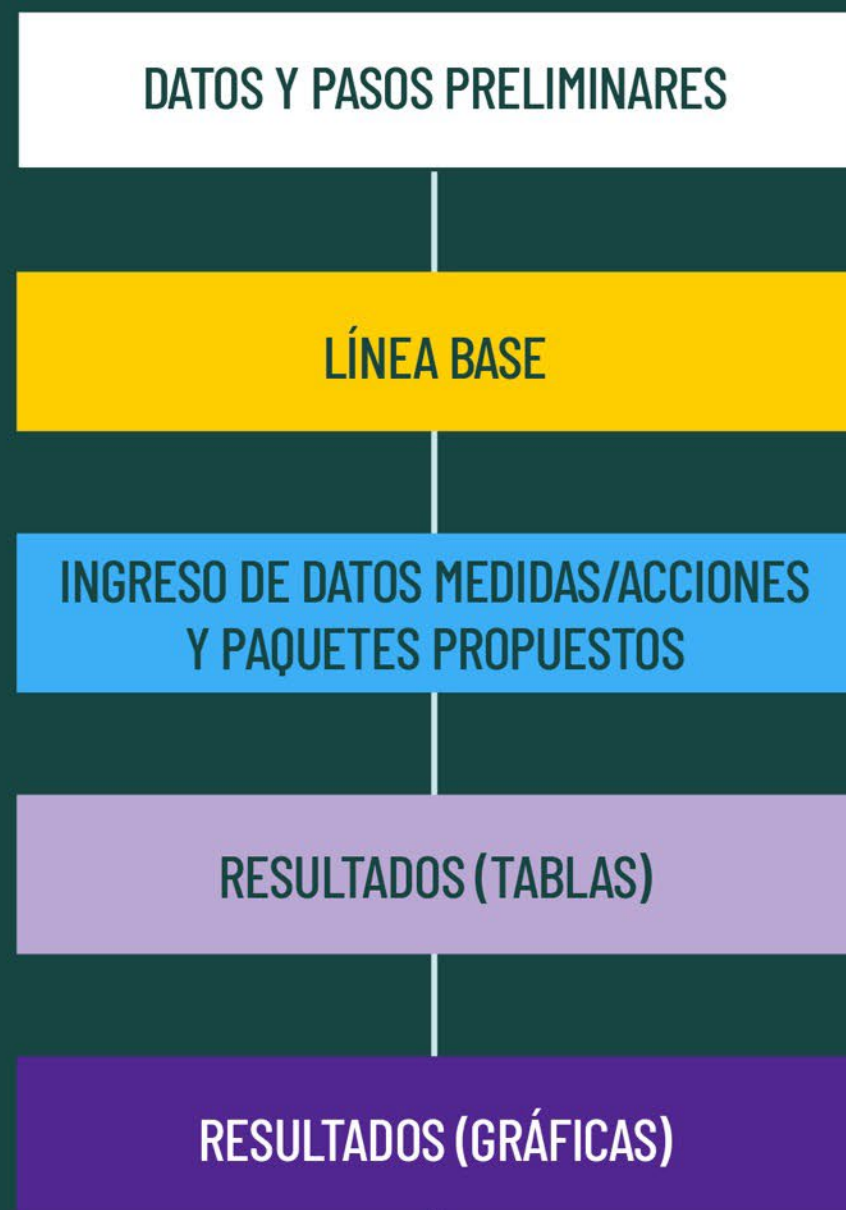 DATOS Y PASOS PRELIMINARES
LÍNEA BASE
INGRESO DE DATOS MEDIDAS/ACCIONES
Y PAQUETES PROPUESTOS
RESULTADOS (TABLAS)
RESULTADOS (GRÁFICAS)